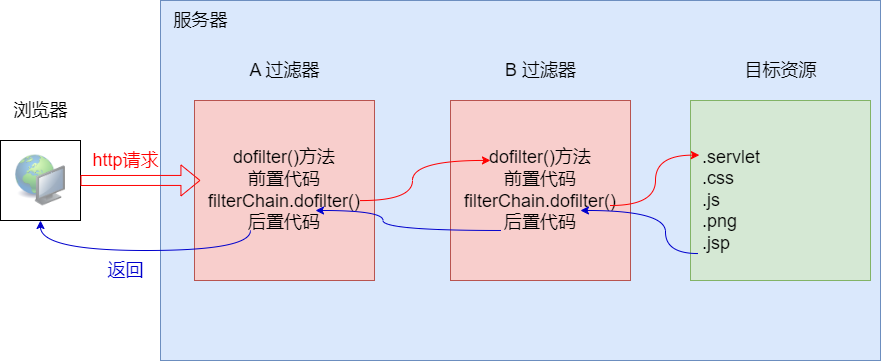 服务器
A 过滤器
B 过滤器
目标资源
浏览器
http请求
dofilter()方法
前置代码
filterChain.dofilter()
后置代码
dofilter()方法
前置代码
filterChain.dofilter()
后置代码
.servlet
.css
.js
.png
.jsp
返回